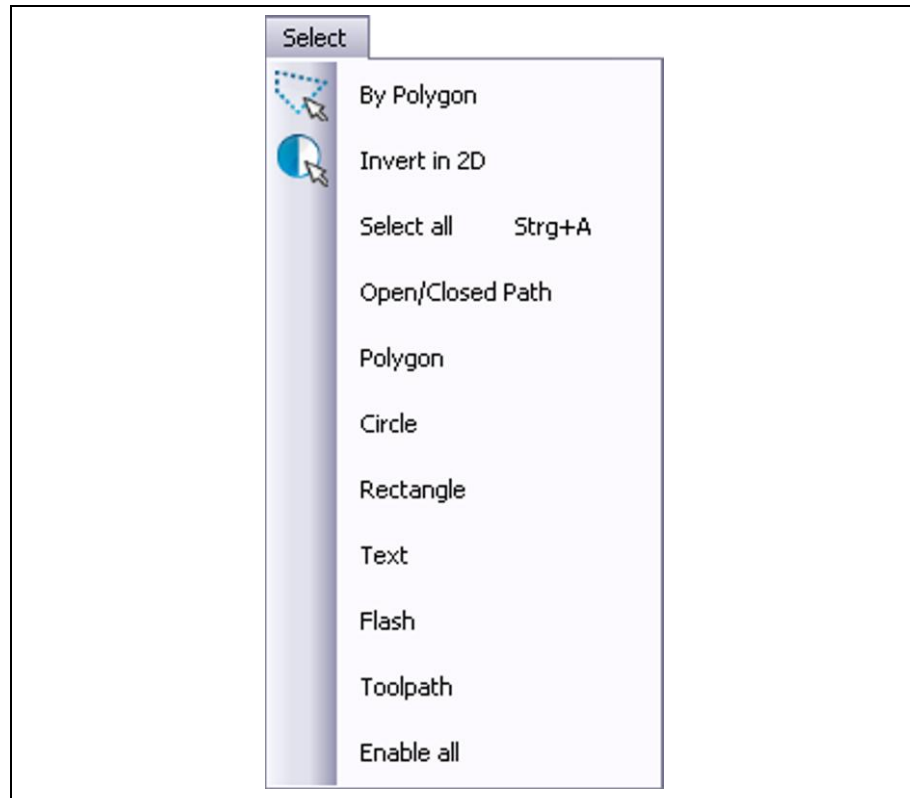 Select
By Polygon
Invert in 2D
Select all Strg+A
Open/Closed Path
Polygon
Circle
Rectangle
Text
Flash
Toolpath
Enable all